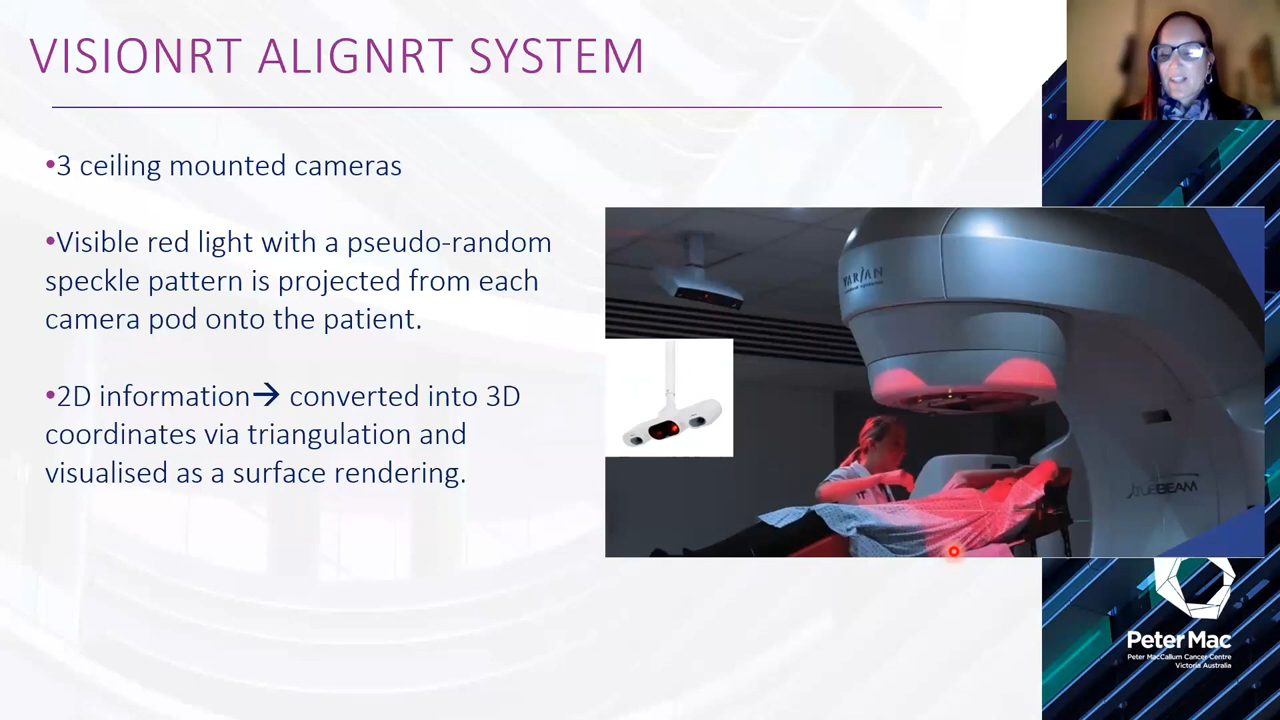 VISIONRT ALIGNRT SYSTEM
•3 ceiling mounted cameras
•Visible red light with a pseudo-random
speckle pattern is projected from each
camera pod onto the patient.
•2D information→ converted into 3D
coordinates via triangulation and
visualised as a surface rendering.
VARIAN
TRUEBEAM
Peter Mac
Peter MacCallum Cancer Centre
Victoria Australia